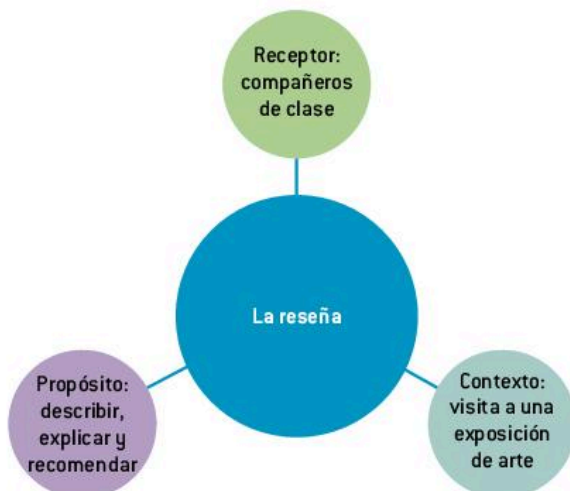 Receptor:
compañeros
de clase
La reseña
Propósito:
describir,
explicar y
recomendar
Contexto:
visita a una
exposición
de arte